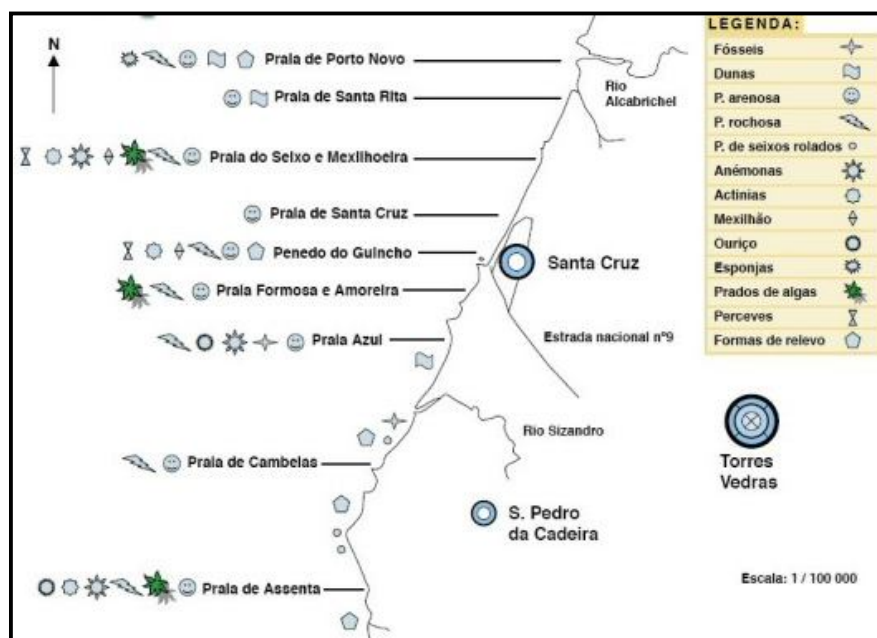 LEGENDA:
Fósseis
Dunas
P. arenosa
P. rochosa
P. de seixos rolados
Anémonas
Actinias
Mexilhão
Ouriço
Esponjas
Prados de algas
Perceves
Formas de relevo
N
Praia de Porto Novo
Rio
Alcabrichel
Praia de Santa Rita
Praia do Seixo e Mexilhoeira
Praia de Santa Cruz
Penedo do Guincho
Santa Cruz
Praia Formosa e Amoreira
Praia Azul
Estrada nacional nº9
Rio Sizandro
Praia de Cambelas
Torres
Vedras
S. Pedro
da Cadeira
Praia de Assenta
Escala: 1 / 100 000